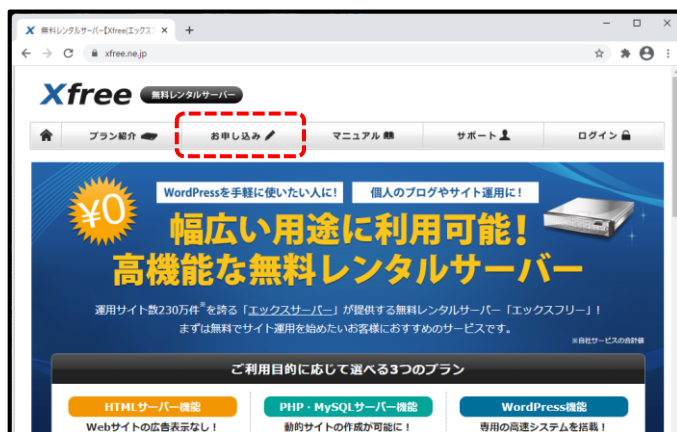 X 無料レンタルサーバー【Xfree(エックス
xfree.ne.jp
Xfree 無料レンタルサーバー
プラン紹介 お申し込み マニュアル サポート ログイン
WordPressを手軽に使いたい人に! 個人のブログやサイト運用に!
¥0
幅広い用途に利用可能!
高機能な無料レンタルサーバー
運用サイト数230万件※を誇る「エックスサーバー」が提供する無料レンタルサーバー「エックスフリー」!
まずは無料でサイト運用を始めたいお客様におすすめのサービスです。
※自社サービスの合計値
ご利用目的に応じて選べる3つのプラン
HTMLサーバー機能 PHP・MySQLサーバー機能 WordPress機能
Webサイトの広告表示なし! 動的サイトの作成が可能に! 専用の高速システムを搭載!